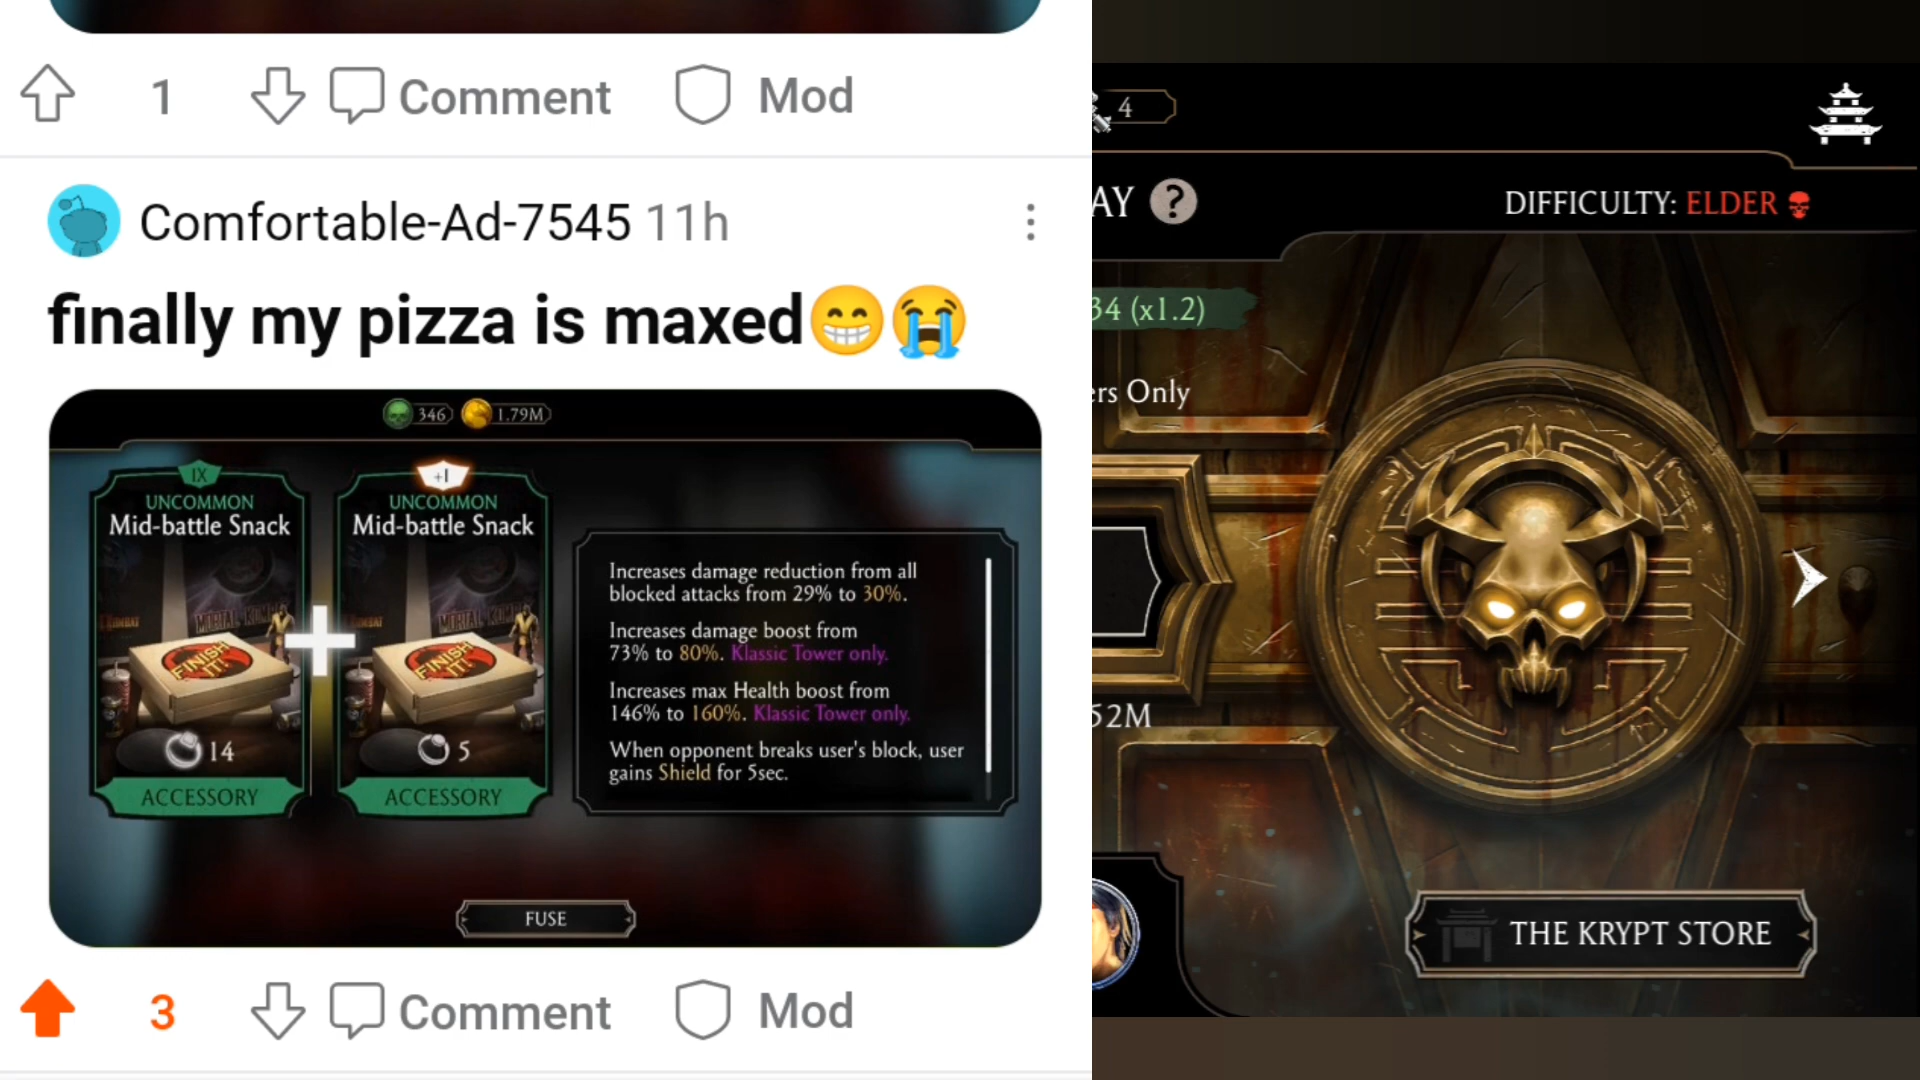 1
Comment
Mod
Comfortable-Ad-7545 11h
finally my pizza is maxed😁😭
346
1.79M
IX
UNCOMMON
Mid-battle Snack
FINISH
IT!
14
ACCESSORY
+1
UNCOMMON
Mid-battle Snack
FINISH
IT!
5
ACCESSORY
Increases damage reduction from all
blocked attacks from 29% to 30%.
Increases damage boost from
73% to 80%. Klassic Tower only.
Increases max Health boost from
146% to 160%. Klassic Tower only.
When opponent breaks user's block, user
gains Shield for 5sec.
FUSE
3
Comment
Mod
4
AY ?
DIFFICULTY: ELDER
34 (x1.2)
ers Only
52M
THE KRYPT STORE